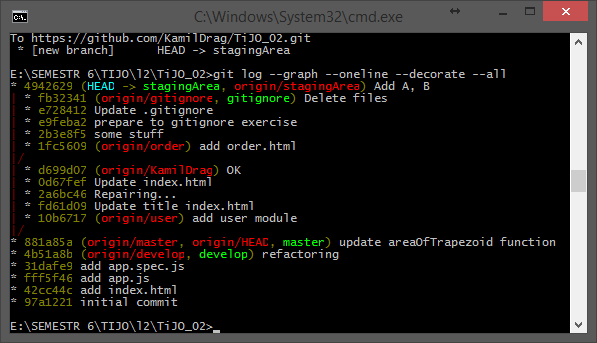 C:\Windows\System32\cmd.exe
To https://github.com/KamilDrag/TiJO_02.git
 * [new branch]      HEAD -> stagingArea
E:\SEMESTR 6\TIJO\l2\TiJO_02>git log --graph --oneline --decorate --all
* 4942629 (HEAD -> stagingArea, origin/stagingArea) Add A, B
| * fb32341 (origin/gitignore, gitignore) Delete files
| * e728412 Update .gitignore
| * e9feba2 prepare to gitignore exercise
| * 2b3e8f5 some stuff
| * 1fc5609 (origin/order) add order.html
|/
| * d699d07 (origin/KamilDrag) OK
| * 0d67fef Update index.html
| * 2a6bc46 Repairing...
| * fd61d09 Update title index.html
| * 10b6717 (origin/user) add user module
|/
* 881a85a (origin/master, origin/HEAD, master) update areaOfTrapezoid function
* 4b51a8b (origin/develop, develop) refactoring
* 31dafe9 add app.spec.js
* fff5f46 add app.js
* 42cc44c add index.html
* 97a1221 initial commit
E:\SEMESTR 6\TIJO\l2\TiJO_02>_